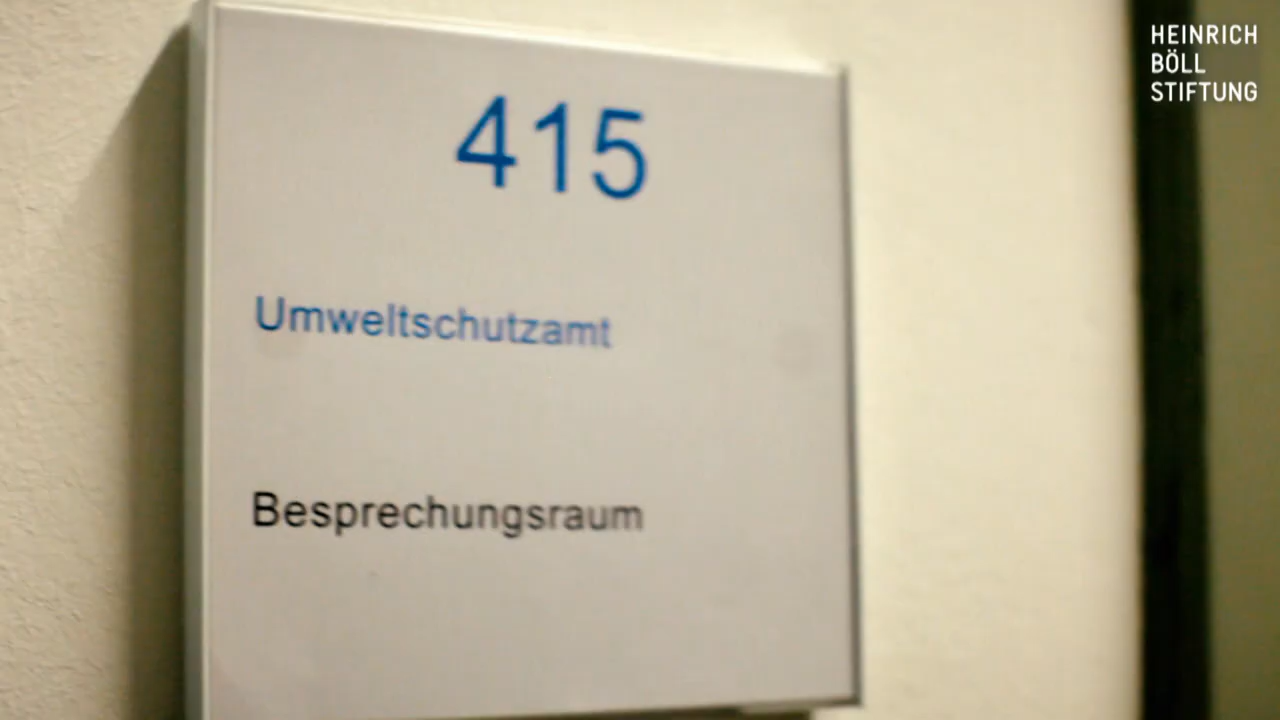 HEINRICH
BÖLL
STIFTUNG
415
Umweltschutzamt
Besprechungsraum